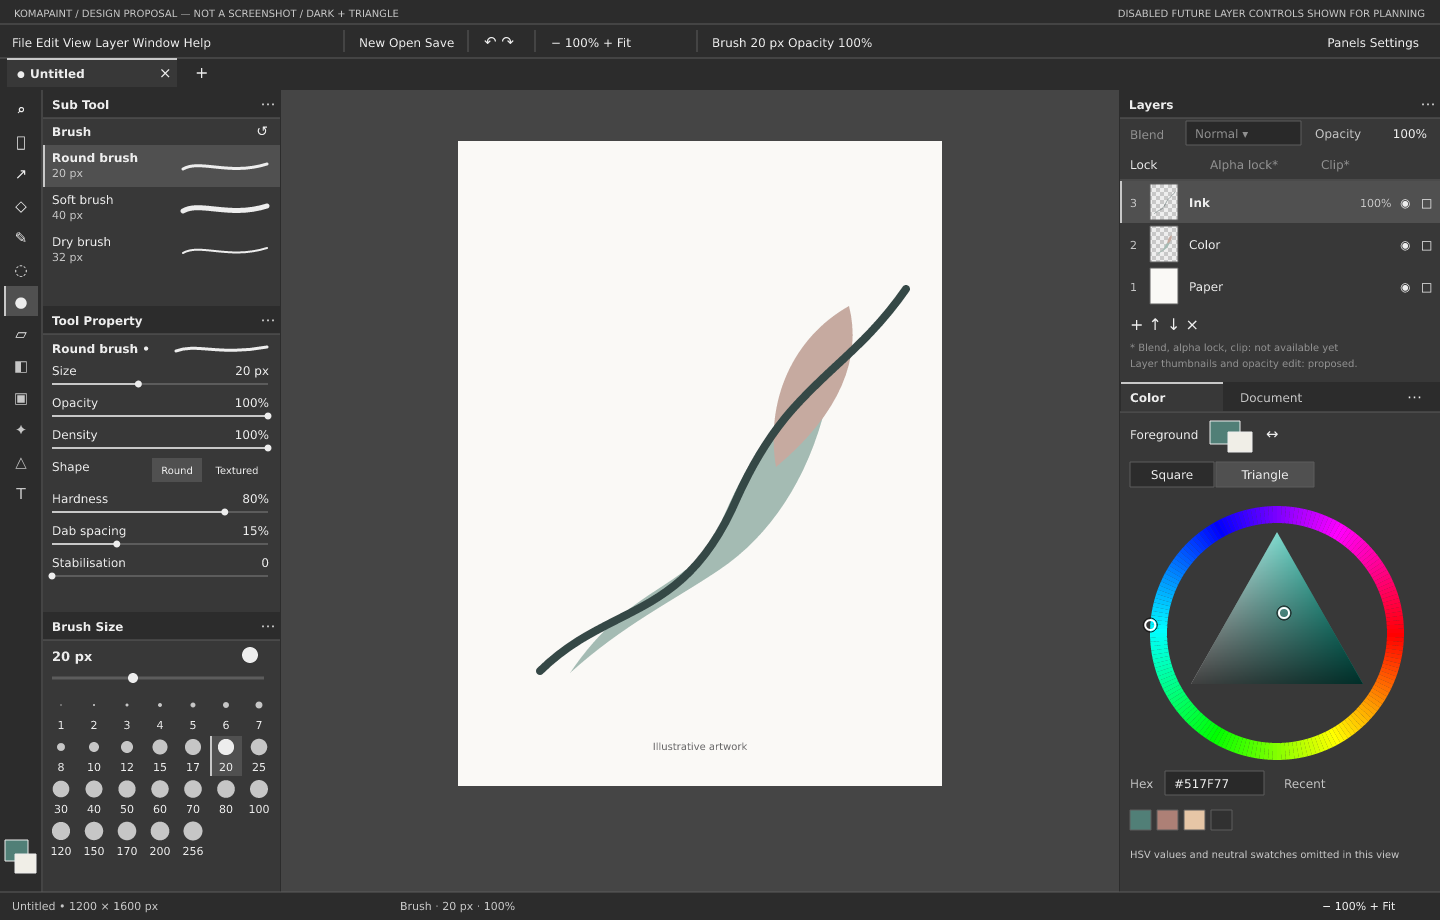 KOMAPAINT / DESIGN PROPOSAL — NOT A SCREENSHOT / DARK + TRIANGLE
DISABLED FUTURE LAYER CONTROLS SHOWN FOR PLANNING
File Edit View Layer Window Help
New Open Save
↶ ↷
− 100% + Fit
Brush 20 px Opacity 100%
Panels Settings
● Untitled ×
+
Sub Tool ···
Brush ↺
Round brush
20 px
Soft brush
40 px
Dry brush
32 px
Tool Property ···
Round brush •
Size 20 px
Opacity 100%
Density 100%
Shape Round Textured
Hardness 80%
Dab spacing 15%
Stabilisation 0
Brush Size ···
20 px
1 2 3 4 5 6 7
8 10 12 15 17 20 25
30 40 50 60 70 80 100
120 150 170 200 256
T
Illustrative artwork
Layers ···
Blend Normal ▾ Opacity 100%
Lock Alpha lock* Clip*
3 Ink 100% ◉ □
2 Color ◉ □
1 Paper ◉ □
+ ↑ ↓ ×
* Blend, alpha lock, clip: not available yet
Layer thumbnails and opacity edit: proposed.
Color Document ···
Foreground ↔
Square Triangle
Hex #517F77 Recent
HSV values and neutral swatches omitted in this view
Untitled • 1200 × 1600 px
Brush · 20 px · 100%
− 100% + Fit